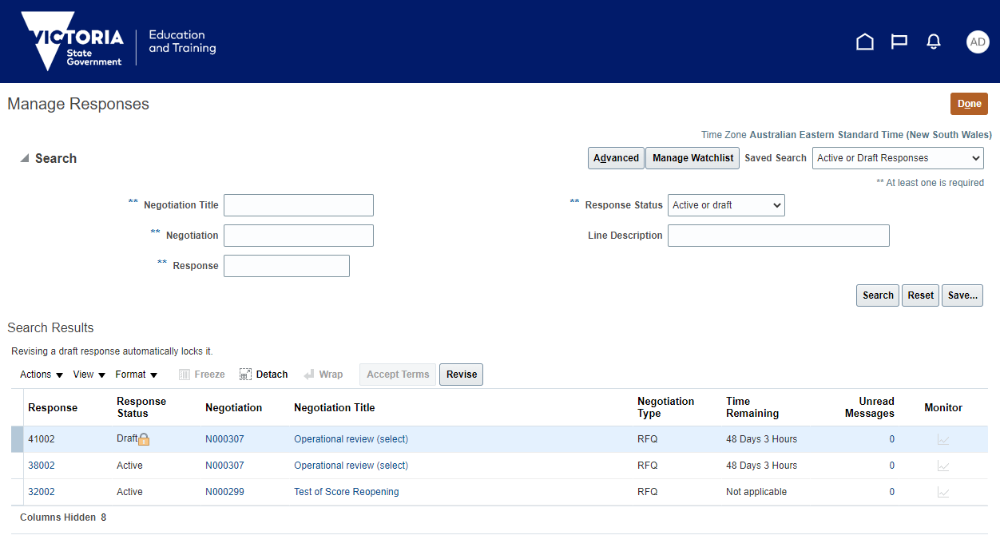 VICTORIA
State
Government
Education
and Training
AD
Manage Responses
Done
Time Zone Australian Eastern Standard Time (New South Wales)
Search
Advanced
Manage Watchlist
Saved Search
Active or Draft Responses
** At least one is required
** Negotiation Title
** Response Status
Active or draft
** Negotiation
Line Description
** Response
Search
Reset
Save...
Search Results
Revising a draft response automatically locks it.
Actions View Format Freeze Detach Wrap Accept Terms Revise
Response Response Status Negotiation Negotiation Title Negotiation Type Time Remaining Unread Messages Monitor
41002 Draft N000307 Operational review (select) RFQ 48 Days 3 Hours 0
38002 Active N000307 Operational review (select) RFQ 48 Days 3 Hours 0
32002 Active N000299 Test of Score Reopening RFQ Not applicable 0
Columns Hidden 8